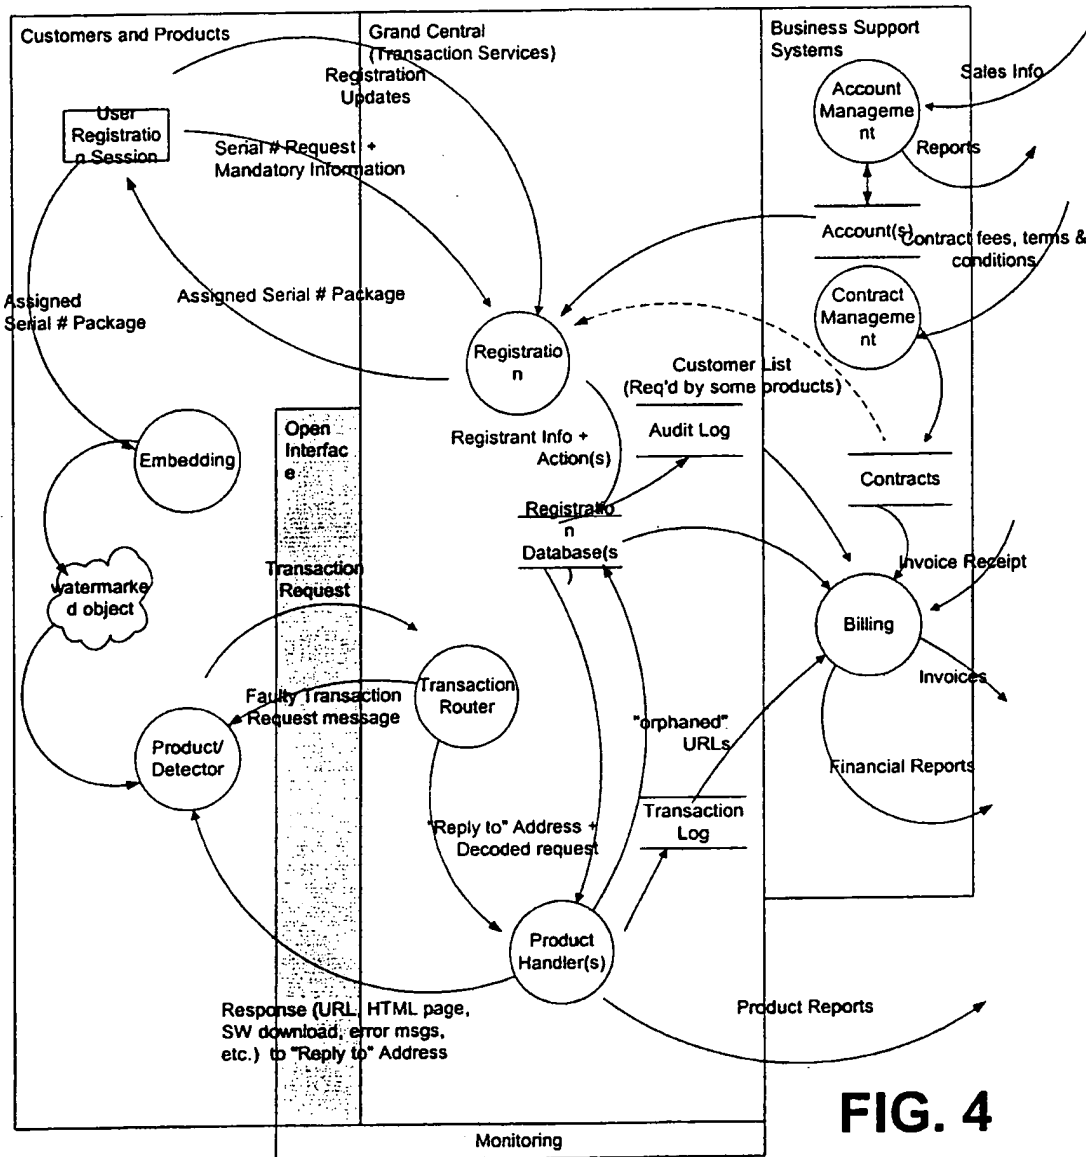 Customers and Products
Grand Central
(Transaction Services)
Business Support
Systems
Registration
Updates
Account
Manageme
nt
Sales Info
User
Registratio
n Session
Serial # Request +
Mandatory Information
Reports
Account(s)
Contract fees, terms &
conditions
Assigned
Serial # Package
Assigned Serial # Package
Contract
Manageme
nt
Registratio
n
Customer List
(Req'd by some products)
Open
Interfac
e
Registrant Info +
Action(s)
Audit Log
Embedding
Contracts
Registratio
n
Database(s
)
Transaction
Request
Invoice Receipt
watermarke
d object
Billing
Faulty Transaction
Request message
Transaction
Router
Invoices
"orphaned"
URLs
Product/
Detector
Financial Reports
"Reply to" Address +
Decoded request
Transaction
Log
Product
Handler(s)
Response (URL, HTML page,
SW download, error msgs,
etc.) to "Reply to" Address
Product Reports
FIG. 4
Monitoring